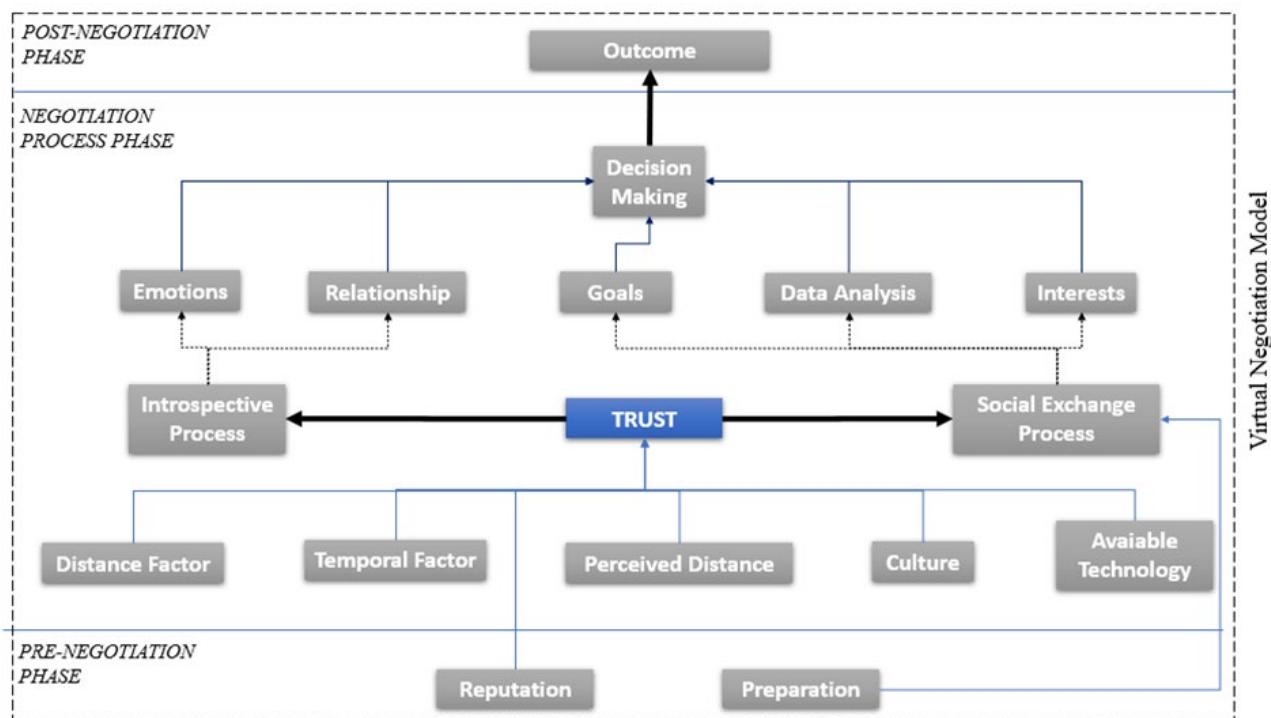 POST-NEGOTIATION
PHASE
Outcome
NEGOTIATION
PROCESS PHASE
Decision
Making
Emotions
Relationship
Goals
Data Analysis
Interests
Introspective
Process
TRUST
Social Exchange
Process
Distance Factor
Temporal Factor
Perceived Distance
Culture
Avaiable
Technology
PRE-NEGOTIATION
PHASE
Reputation
Preparation
Virtual Negotiation Model